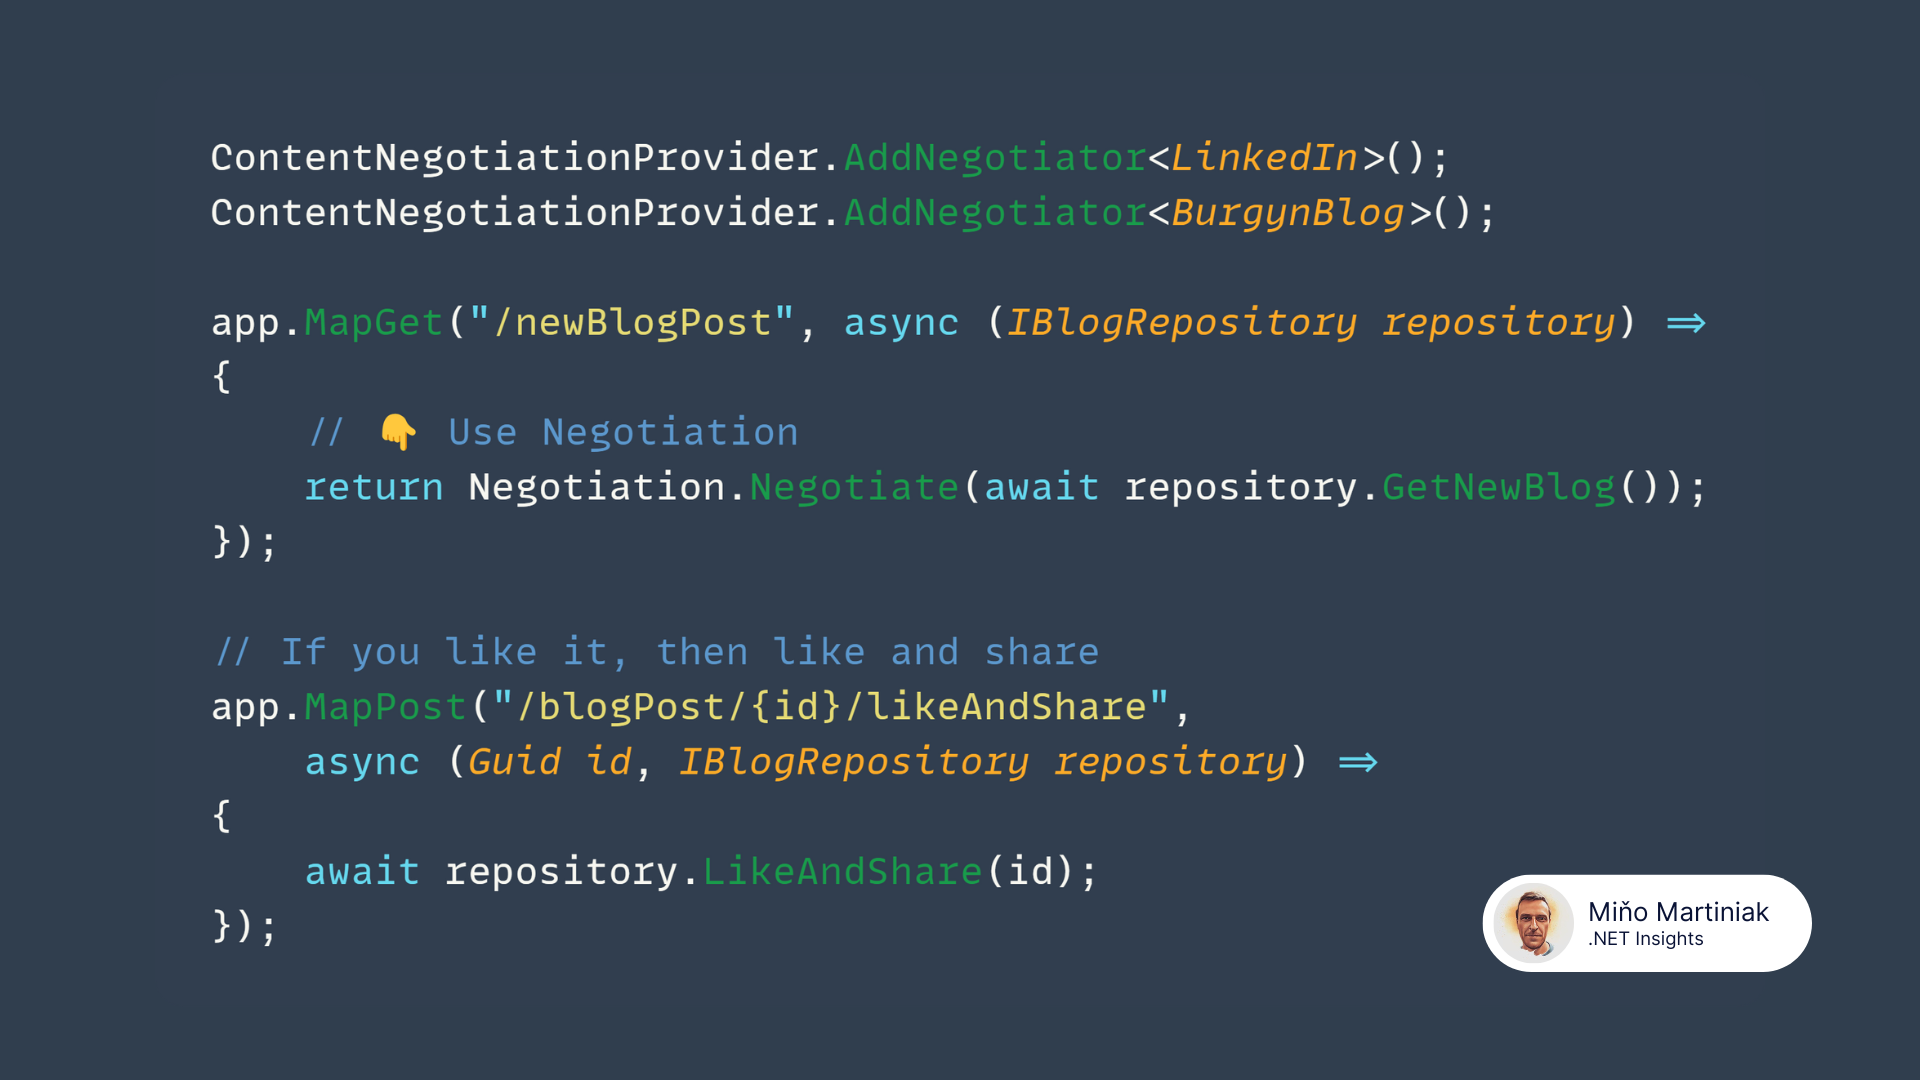 ContentNegotiationProvider.AddNegotiator<LinkedIn>();
ContentNegotiationProvider.AddNegotiator<BurgynBlog>();
app.MapGet("/newBlogPost", async (IBlogRepository repository) =>
{
// 👇 Use Negotiation
return Negotiation.Negotiate(await repository.GetNewBlog());
});
// If you like it, then like and share
app.MapPost("/blogPost/{id}/likeAndShare",
async (Guid id, IBlogRepository repository) =>
{
await repository.LikeAndShare(id);
});
Miňo Martiniak
.NET Insights